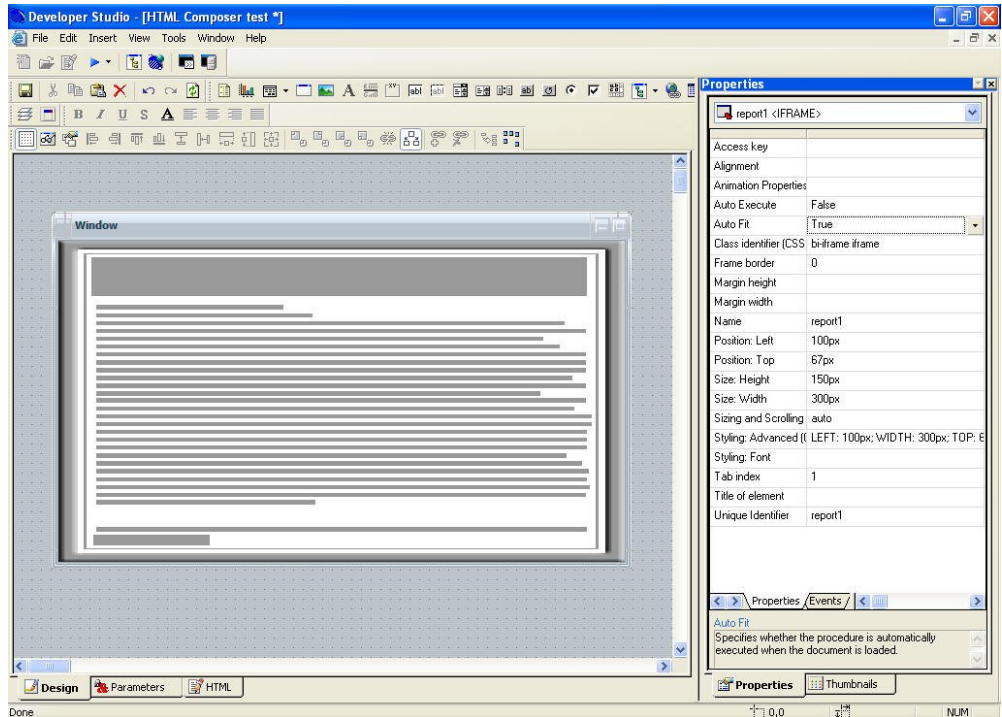 Developer Studio - [HTML Composer test *]
File Edit Insert View Tools Window Help
Properties
report1 <IFRAME>
Access key
Alignment
Animation Properties
Auto Execute False
Auto Fit True
Class identifier (CSS bi-iframe iframe
Frame border 0
Margin height
Margin width
Name report1
Position: Left 100px
Position: Top 67px
Size: Height 150px
Size: Width 300px
Sizing and Scrolling auto
Styling: Advanced (( LEFT: 100px; WIDTH: 300px; TOP: 6
Styling: Font
Tab index 1
Title of element
Unique Identifier report1
Properties Events
Auto Fit
Specifies whether the procedure is automatically
executed when the document is loaded.
Properties Thumbnails
B I U S A
Window
Design Parameters HTML
Done 0,0 NUM